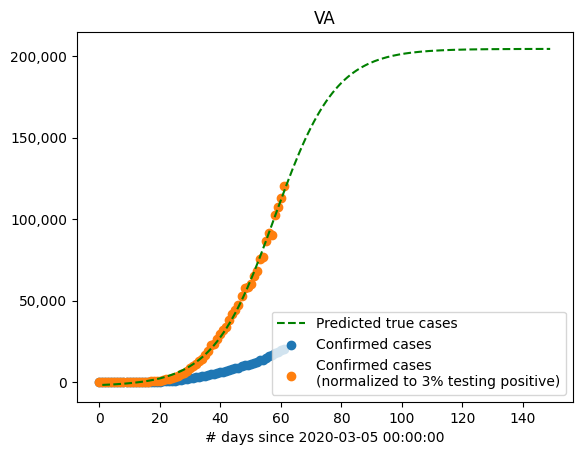 VA
200,000
150,000
100,000
50,000
0
Predicted true cases
Confirmed cases
Confirmed cases
(normalized to 3% testing positive)
0 20 40 60 80 100 120 140
# days since 2020-03-05 00:00:00